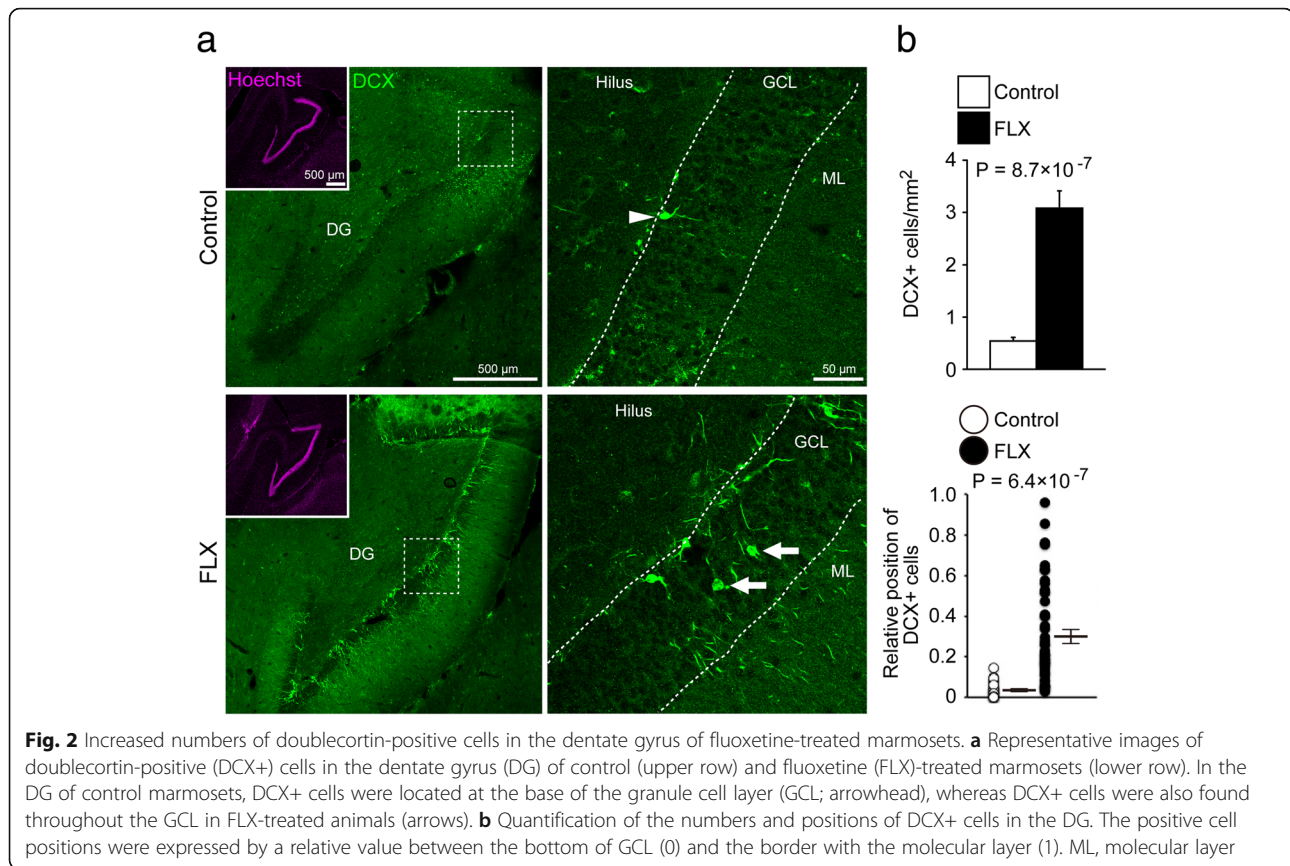 a
Hoechst
DCX
500 µm
DG
500 µm
Control
Hilus
GCL
ML
50 µm
DG
FLX
Hilus
GCL
ML
b
Control
FLX
P = 8.7×10-7
DCX+ cells/mm2
4
3
2
1
0
Control
FLX
P = 6.4×10-7
Relative position of
DCX+ cells
1.0
0.8
0.6
0.4
0.2
0
Fig. 2 Increased numbers of doublecortin-positive cells in the dentate gyrus of fluoxetine-treated marmosets. a Representative images of
doublecortin-positive (DCX+) cells in the dentate gyrus (DG) of control (upper row) and fluoxetine (FLX)-treated marmosets (lower row). In the
DG of control marmosets, DCX+ cells were located at the base of the granule cell layer (GCL; arrowhead), whereas DCX+ cells were also found
throughout the GCL in FLX-treated animals (arrows). b Quantification of the numbers and positions of DCX+ cells in the DG. The positive cell
positions were expressed by a relative value between the bottom of GCL (0) and the border with the molecular layer (1). ML, molecular layer